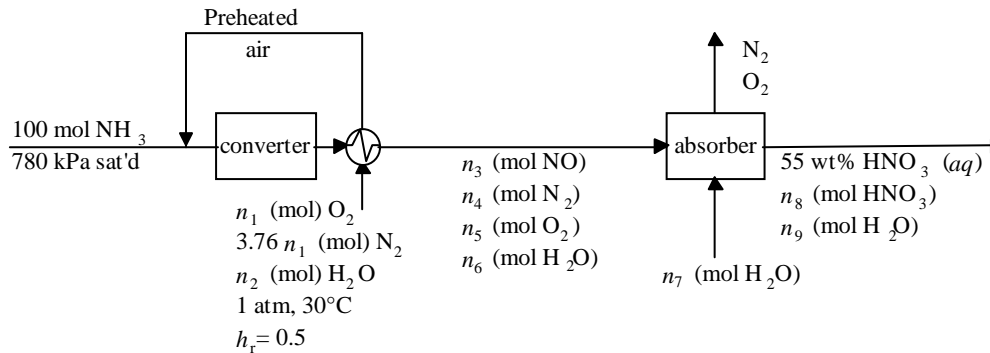 Preheated
air
N2
O2
100 mol NH3
780 kPa sat'd
converter
absorber
n1 (mol) O2
3.76 n1 (mol) N2
n2 (mol) H2O
1 atm, 30°C
hr = 0.5
n3 (mol NO)
n4 (mol N2)
n5 (mol O2)
n6 (mol H2O)
n7 (mol H2O)
55 wt% HNO3 (aq)
n8 (mol HNO3)
n9 (mol H2O)